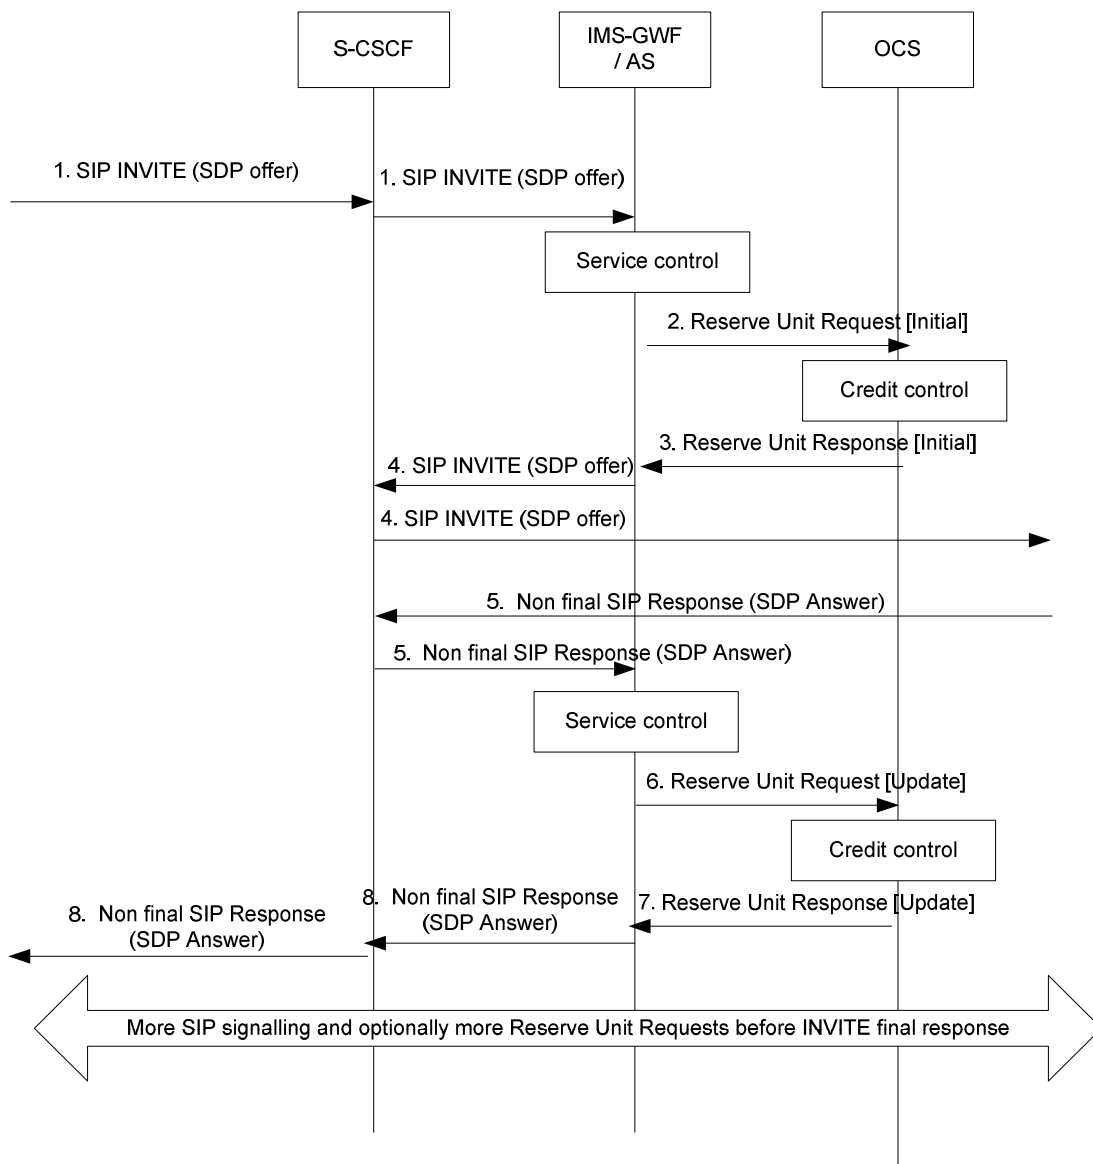 S-CSCF
IMS-GWF
/ AS
OCS
1. SIP INVITE (SDP offer)
1. SIP INVITE (SDP offer)
Service control
2. Reserve Unit Request [Initial]
Credit control
3. Reserve Unit Response [Initial]
4. SIP INVITE (SDP offer)
4. SIP INVITE (SDP offer)
5. Non final SIP Response (SDP Answer)
5. Non final SIP Response (SDP Answer)
Service control
6. Reserve Unit Request [Update]
Credit control
7. Reserve Unit Response [Update]
8. Non final SIP Response
(SDP Answer)
8. Non final SIP Response
(SDP Answer)
More SIP signalling and optionally more Reserve Unit Requests before INVITE final response